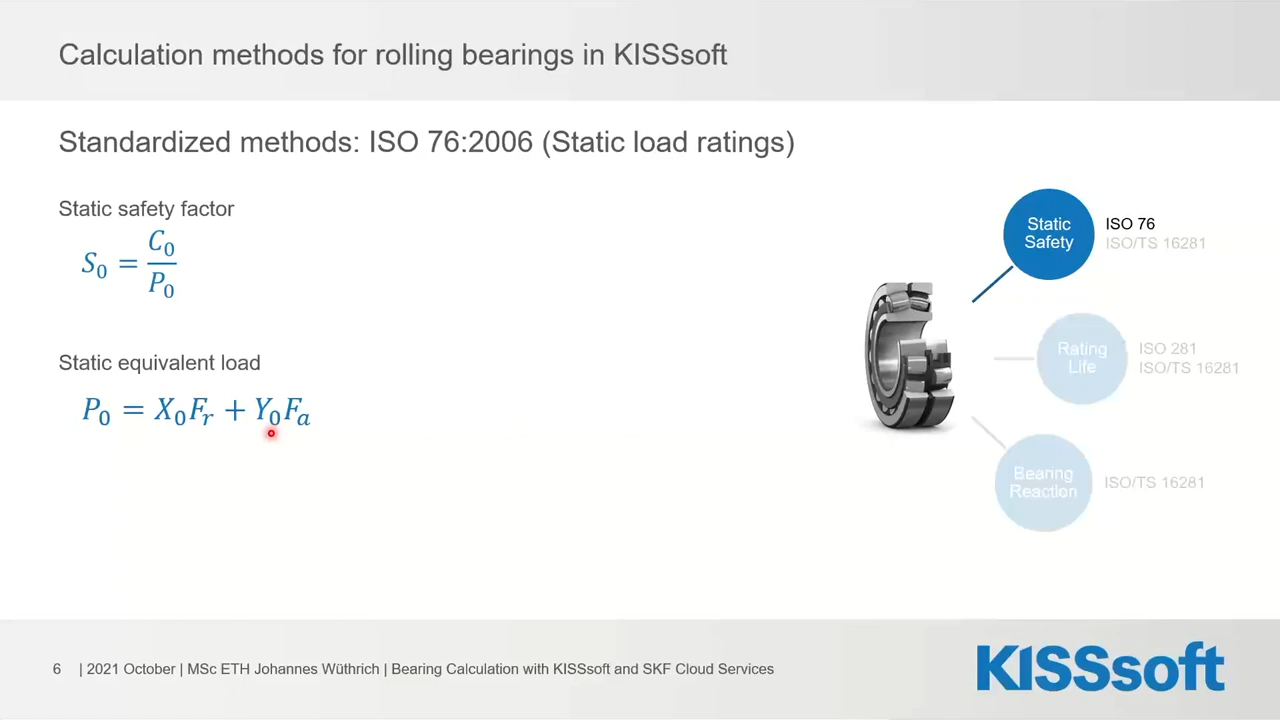 Calculation methods for rolling bearings in KISSsoft
Standardized methods: ISO 76:2006 (Static load ratings)
Static safety factor
S₀ = C₀ / P₀
Static equivalent load
P₀ = X₀Fᵣ + Y₀Fₐ
Static
Safety
ISO 76
ISO/TS 16281
Rating
Life
ISO 281
ISO/TS 16281
Bearing
Reaction
ISO/TS 16281
6 | 2021 October | MSc ETH Johannes Wüthrich | Bearing Calculation with KISSsoft and SKF Cloud Services
KISSsoft